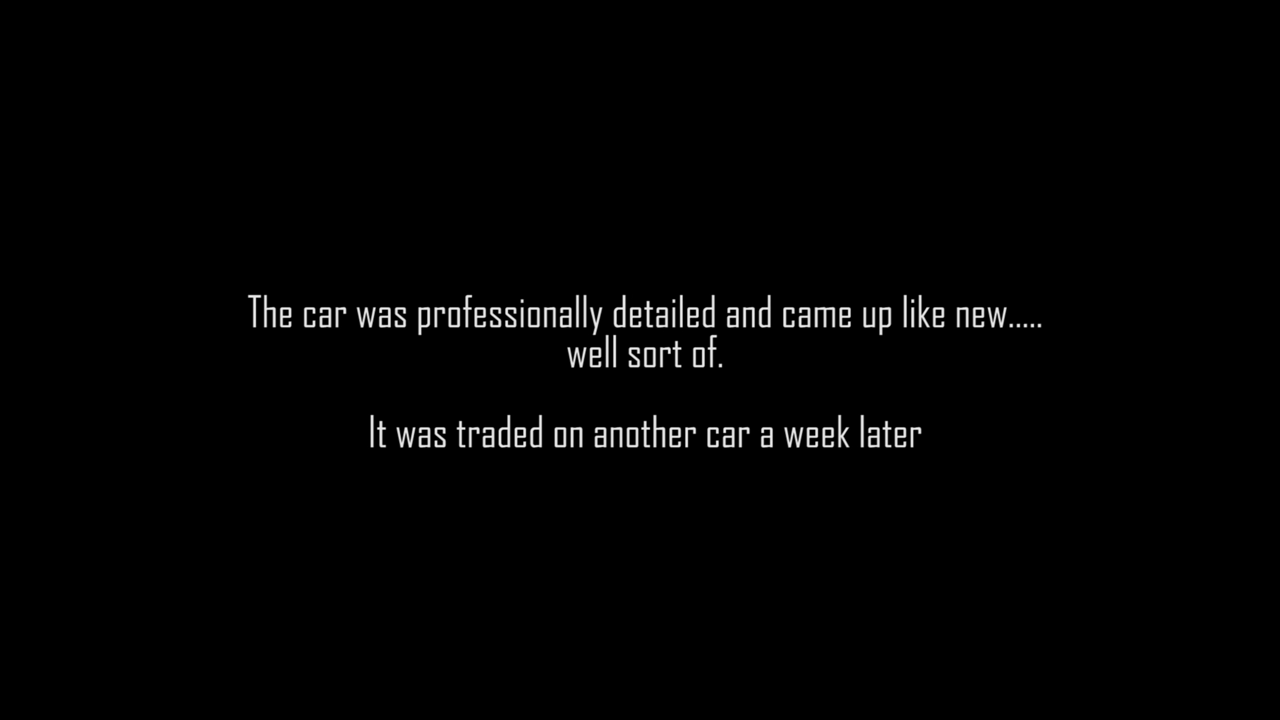 The car was professionally detailed and came up like new.....
well sort of.
It was traded on another car a week later